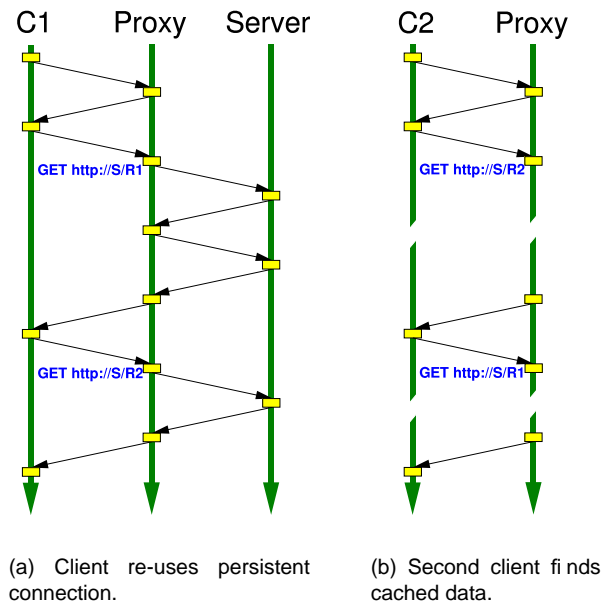 C1 Proxy Server
GET http://S/R1
GET http://S/R2
(a) Client re-uses persistent
connection.
C2 Proxy
GET http://S/R2
GET http://S/R1
(b) Second client finds
cached data.